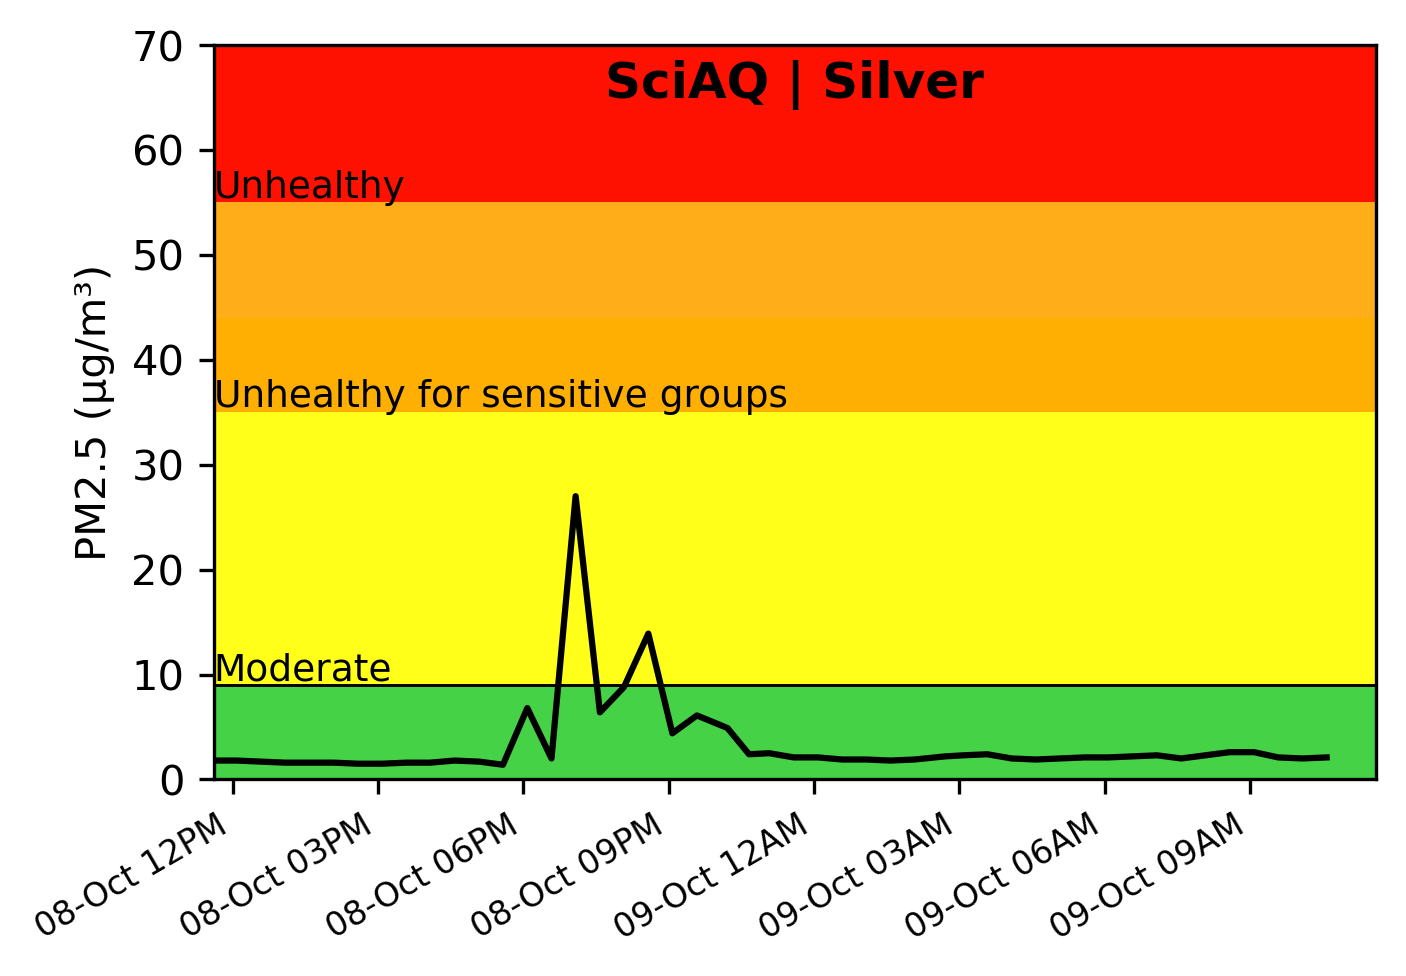 SciAQ | Silver
70
60
50
40
30
20
10
0
PM2.5 (µg/m³)
Unhealthy
Unhealthy for sensitive groups
Moderate
08-Oct 12PM
08-Oct 03PM
08-Oct 06PM
08-Oct 09PM
09-Oct 12AM
09-Oct 03AM
09-Oct 06AM
09-Oct 09AM